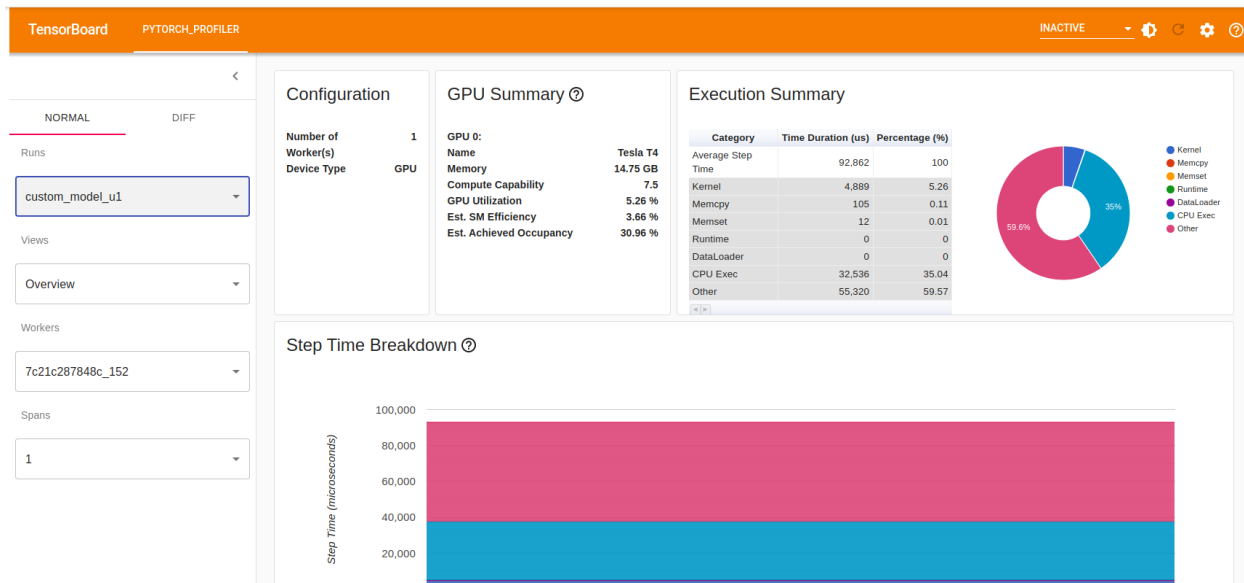 TensorBoard PYTORCH_PROFILER INACTIVE
NORMAL DIFF
Runs
custom_model_u1
Views
Overview
Workers
7c21c287848c_152
Spans
1
Configuration
Number of Worker(s) 1
Device Type GPU
GPU Summary
GPU 0:
Name Tesla T4
Memory 14.75 GB
Compute Capability 7.5
GPU Utilization 5.26 %
Est. SM Efficiency 3.66 %
Est. Achieved Occupancy 30.96 %
Execution Summary
Category Time Duration (us) Percentage (%)
Average Step Time 92,862 100
Kernel 4,889 5.26
Memcpy 105 0.11
Memset 12 0.01
Runtime 0 0
DataLoader 0 0
CPU Exec 32,536 35.04
Other 55,320 59.57
35%
59.6%
Kernel
Memcpy
Memset
Runtime
DataLoader
CPU Exec
Other
Step Time Breakdown
Step Time (microseconds)
100,000
80,000
60,000
40,000
20,000